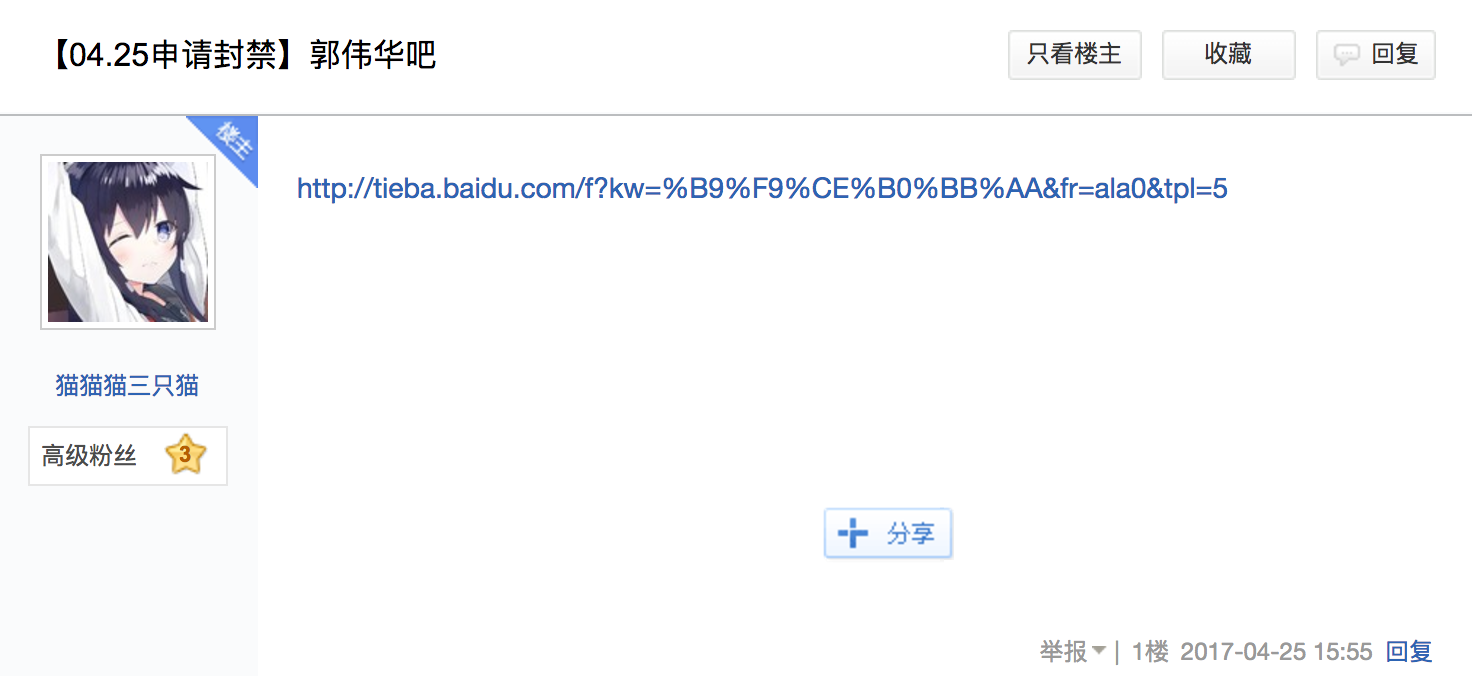 【04.25申请封禁】郭伟华吧
只看楼主
收藏
回复
楼主
http://tieba.baidu.com/f?kw=%B9%F9%CE%B0%BB%AA&fr=ala0&tpl=5
猫猫猫三只猫
高级粉丝 3
分享
举报 | 1楼 2017-04-25 15:55 回复